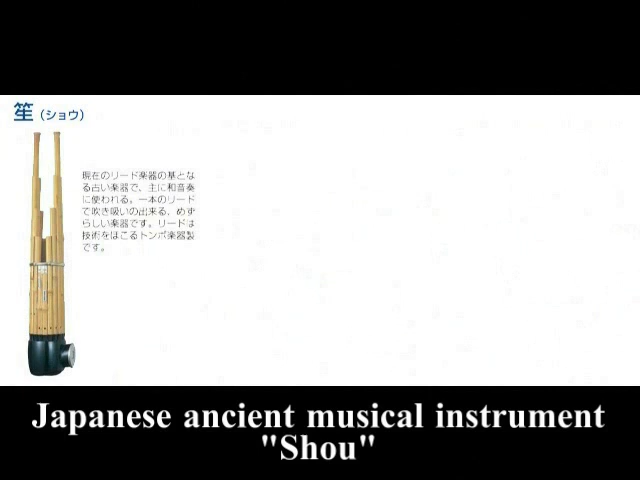 笙（ショウ）
現在のリード楽器の基とな
る古い楽器で、主に和音奏
に使われる。一本のリード
で吹き吸いの出来る、めず
らしい楽器です。リードは
技術をほこるトンボ楽器製
です。
Japanese ancient musical instrument
"Shou"